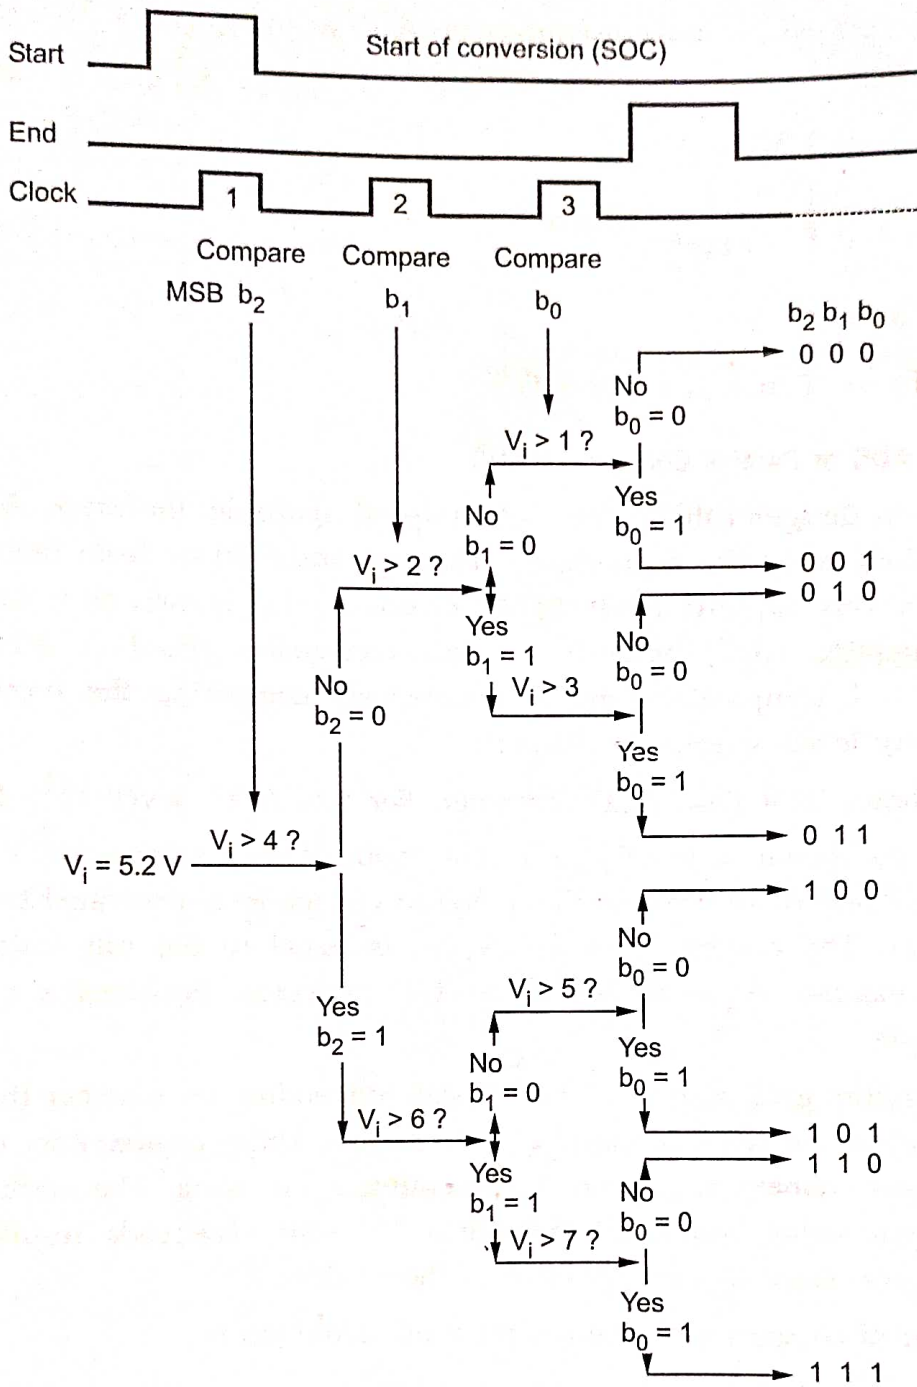 Start
Start of conversion (SOC)
End
Clock
1
2
3
Compare
MSB b₂
Compare
b₁
Compare
b₀
b₂ b₁ b₀
0 0 0
No
b₀ = 0
Vᵢ > 1 ?
Yes
b₀ = 1
0 0 1
No
b₁ = 0
Vᵢ > 2 ?
0 1 0
Yes
b₁ = 1
No
b₀ = 0
Vᵢ > 3
No
b₂ = 0
Yes
b₀ = 1
0 1 1
Vᵢ > 4 ?
Vᵢ = 5.2 V
1 0 0
No
b₀ = 0
Vᵢ > 5 ?
Yes
b₂ = 1
Yes
b₀ = 1
No
b₁ = 0
Vᵢ > 6 ?
1 0 1
1 1 0
Yes
b₁ = 1
No
b₀ = 0
Vᵢ > 7 ?
Yes
b₀ = 1
1 1 1